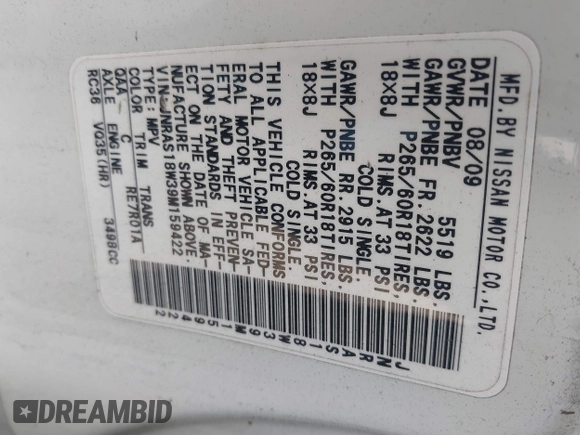 MFD.BY NISSAN MOTOR CO.,LTD.
DATE 08/09
GVWR/PNBV 5519 LBS.
GAWR/PNBE FR.2622 LBS.
WITH P265/60R18TIRES,
18X8J RIMS.AT 33 PSI
COLD SINGLE.
GAWR/PNBE RR.2915 LBS.
WITH P265/60R18TIRES,
18X8J RIMS.AT 33 PSI
COLD SINGLE.
THIS VEHICLE CONFORMS
TO ALL APPLICABLE FED-
ERAL MOTOR VEHICLE SA-
FETY AND THEFT PREVEN-
TION STANDARDS IN EFF-
ECT ON THE DATE OF MA-
NUFACTURE SHOWN ABOVE.
VIN-JNRAS18W39M159422
TYPE:MPV
COLOR TRIM TRANS
QAA C RE7R01A
AXLE ENGINE
RC36 VQ35(HR) 3498CC
JNRAS18W39M159422
DREAMBID